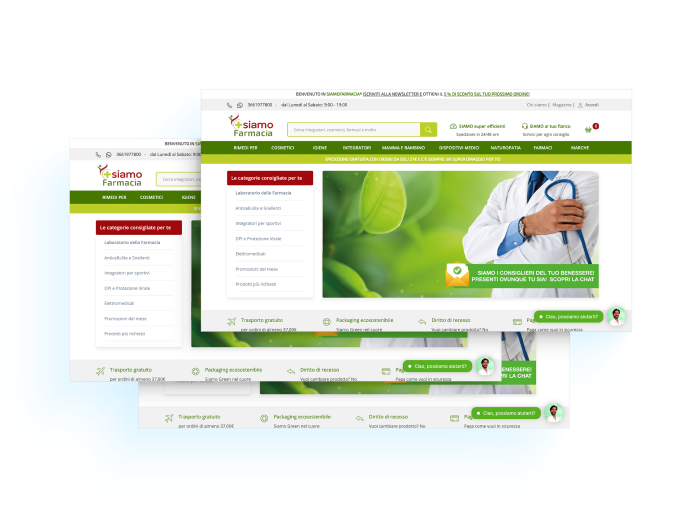 BENVENUTO IN SIAMOFARMACIA® ISCRIVITI ALLA NEWSLETTER E OTTIENI IL 5 % DI SCONTO SUL TUO PROSSIMO ORDINE!
3661977800 - dal Lunedì al Sabato: 9:00 - 19:00
Chi siamo | Magazine | Accedi
siamo
Farmacia
Cerca integratori, cosmetici, farmaci e molto
SIAMO super efficienti
Spedizioni in 24/48 ore
SIAMO al tuo fianco
Scrivici per ogni consiglio
0
RIMEDI PER COSMETICI IGIENE INTEGRATORI MAMMA E BAMBINO DISPOSITIVI MEDICI NATUROPATIA FARMACI MARCHE
SPEDIZIONE GRATUITA CON ORDINI DA SOLI 37€ E C'È SEMPRE UN SUPER OMAGGIO PER TE!
Le categorie consigliate per te
Laboratorio della Farmacia
Anticellulite e Snellenti
Integratori per sportivi
DPI e Protezione Virale
Elettromedicali
Promozioni del mese
Prodotti più richiesti
SIAMO I CONSIGLIERI DEL TUO BENESSERE!
PRESENTI OVUNQUE TU SIA! SCOPRI LA CHAT
Trasporto gratuito
per ordini di almeno 37,00€
Packaging ecosostenibile
Siamo Green nel cuore
Diritto di recesso
Vuoi cambiare prodotto? No
Paga come vuoi in sicurezza
Ciao, possiamo aiutarti?
BENVENUTO IN
3661977800 - dal Lunedì al Sabato: 9:00
siamo
Farmacia
Cerca integratori,
RIMEDI PER COSMETICI IGIENE
Le categorie consigliate per te
Laboratorio della Farmacia
Anticellulite e Snellenti
Integratori per sportivi
DPI e Protezione Virale
Elettromedicali
Promozioni del mese
Prodotti più richiesti
BENESSERE!
PRI LA CHAT
Trasporto gratuito
per ordini di almeno 37,00€
Packaging ecosostenibile
Siamo Green nel cuore
Diritto di recesso
Vuoi cambiare prodotto? No
Paga come vuoi in sicurezza
Ciao, possiamo aiutarti?
Trasporto gratuito
per ordini di almeno 37,00€
Packaging ecosostenibile
Siamo Green nel cuore
Diritto di recesso
Vuoi cambiare prodotto? No
Paga come vuoi in sicurezza
Ciao, possiamo aiutarti?